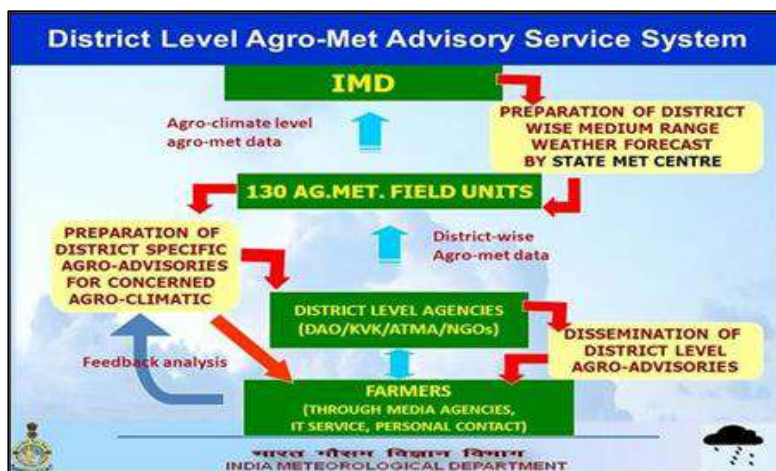 District Level Agro-Met Advisory Service System
IMD
Agro-climate level
agro-met data
PREPARATION OF DISTRICT
WISE MEDIUM RANGE
WEATHER FORECAST
BY STATE MET CENTRE
130 AG.MET. FIELD UNITS
PREPARATION OF
DISTRICT SPECIFIC
AGRO-ADVISORIES
FOR CONCERNED
AGRO-CLIMATIC
District-wise
Agro-met data
DISTRICT LEVEL AGENCIES
(DAO/KVK/ATMA/NGOs)
DISSEMINATION OF
DISTRICT LEVEL
AGRO-ADVISORIES
Feedback analysis
FARMERS
(THROUGH MEDIA AGENCIES,
IT SERVICE, PERSONAL CONTACT)
भारत मौसम विज्ञान विभाग
INDIA METEOROLOGICAL DEPARTMENT